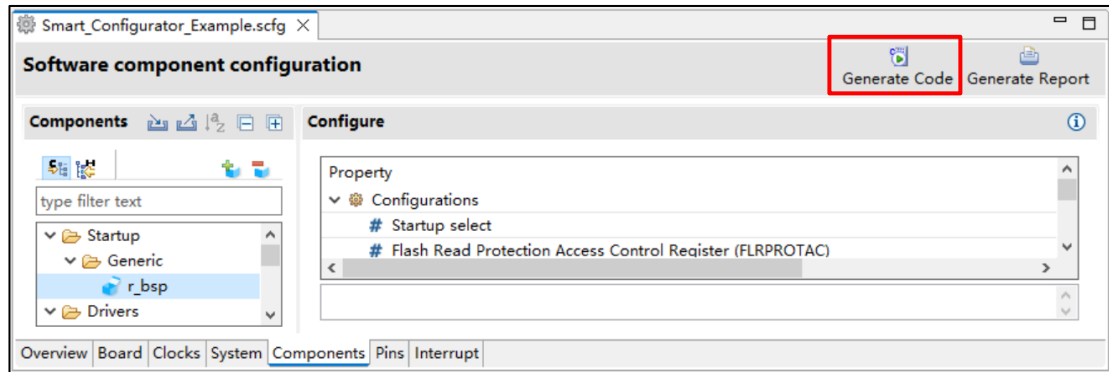 Smart_Configurator_Example.scfg
Software component configuration
Generate Code Generate Report
Components
Configure
type filter text
Startup
Generic
r_bsp
Drivers
Property
Configurations
# Startup select
# Flash Read Protection Access Control Register (FLRPROTAC)
Overview Board Clocks System Components Pins Interrupt